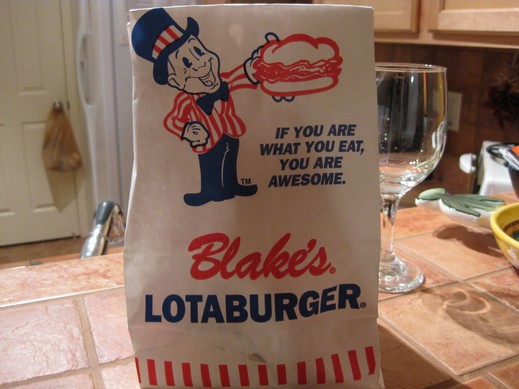 IF YOU ARE
WHAT YOU EAT,
YOU ARE
AWESOME.
TM
Blake's®
LOTABURGER®